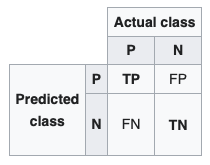 Actual class
P N
Predicted class P TP FP
N FN TN